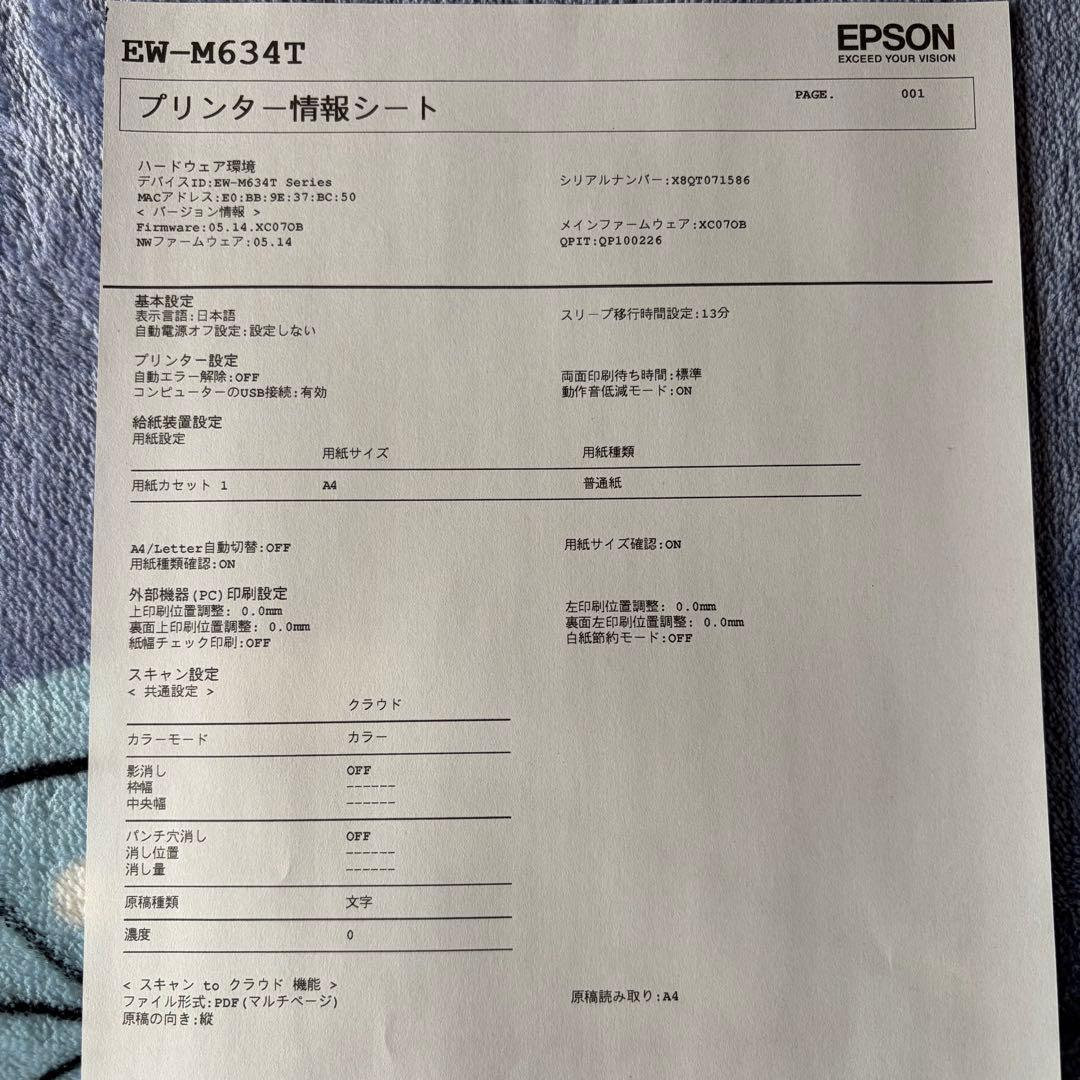 EW-M634T
EPSON
EXCEED YOUR VISION
プリンター情報シート
PAGE. 001
ハードウェア環境
デバイスID:EW-M634T Series
シリアルナンバー:X8QT071586
MACアドレス:E0:BB:9E:37:BC:50
< バージョン情報 >
Firmware:05.14.XC07OB
メインファームウェア:XC07OB
NWファームウェア:05.14
QPIT:QP100226
基本設定
表示言語:日本語
スリープ移行時間設定:13分
自動電源オフ設定:設定しない
プリンター設定
自動エラー解除:OFF
両面印刷待ち時間:標準
コンピューターのUSB接続:有効
動作音低減モード:ON
給紙装置設定
用紙設定
用紙サイズ 用紙種類
用紙カセット 1 A4 普通紙
A4/Letter自動切替:OFF
用紙サイズ確認:ON
用紙種類確認:ON
外部機器(PC)印刷設定
上印刷位置調整: 0.0mm
左印刷位置調整: 0.0mm
裏面上印刷位置調整: 0.0mm
裏面左印刷位置調整: 0.0mm
紙幅チェック印刷:OFF
白紙節約モード:OFF
スキャン設定
< 共通設定 >
クラウド
カラーモード カラー
影消し OFF
枠幅 ------
中央幅 ------
パンチ穴消し OFF
消し位置 ------
消し量 ------
原稿種類 文字
濃度 0
< スキャン to クラウド 機能 >
ファイル形式:PDF(マルチページ)
原稿読み取り:A4
原稿の向き:縦